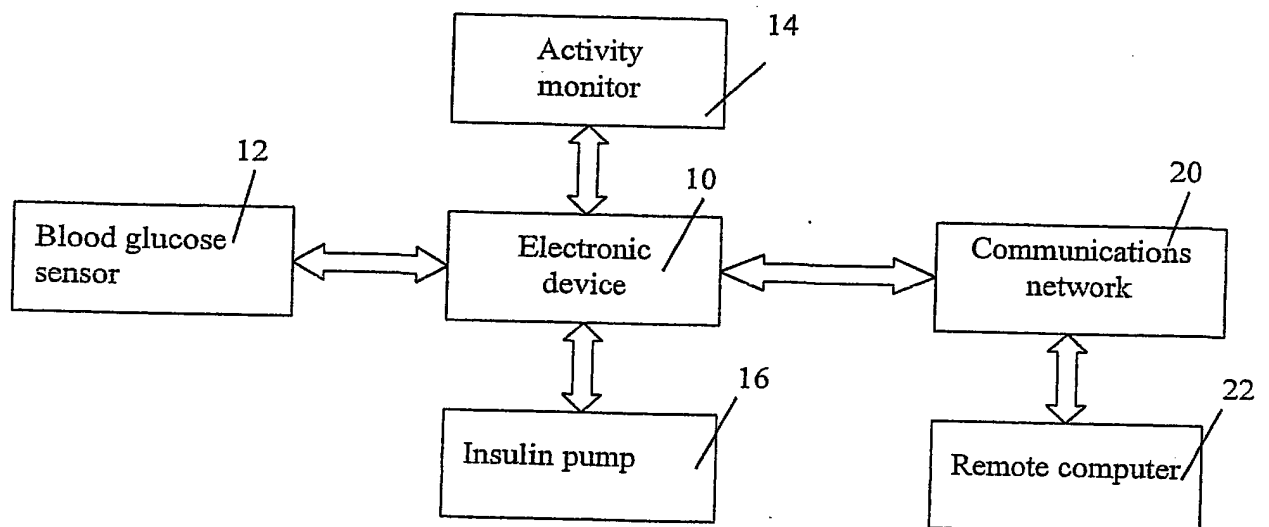 14
Activity
monitor
12
Blood glucose
sensor
10
Electronic
device
20
Communications
network
16
Insulin pump
22
Remote computer